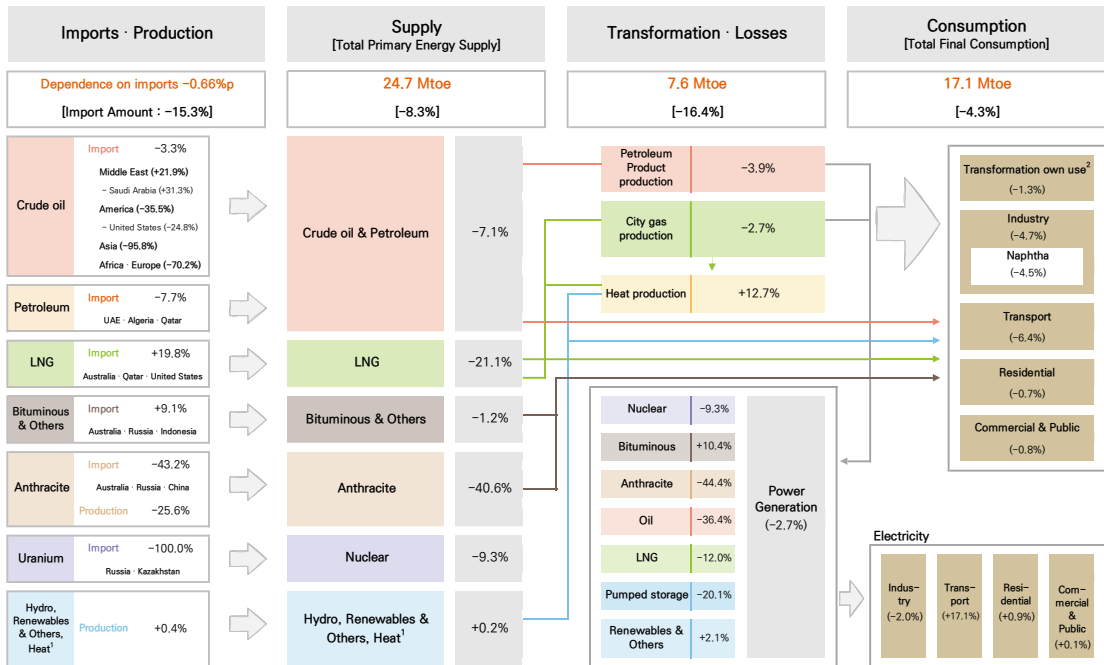 Imports · Production
Supply
[Total Primary Energy Supply]
Transformation · Losses
Consumption
[Total Final Consumption]
Dependence on imports −0.66%p
[Import Amount : −15.3%]
24.7 Mtoe
[−8.3%]
7.6 Mtoe
[−16.4%]
17.1 Mtoe
[−4.3%]
Crude oil
Import −3.3%
Middle East (+21.9%)
− Saudi Arabia (+31.3%)
America (−35.5%)
− United States (−24.8%)
Asia (−95.8%)
Africa · Europe (−70.2%)
Petroleum
Import −7.7%
UAE · Algeria · Qatar
LNG
Import +19.8%
Australia · Qatar · United States
Bituminous
& Others
Import +9.1%
Australia · Russia · Indonesia
Anthracite
Import −43.2%
Australia · Russia · China
Production −25.6%
Uranium
Import −100.0%
Russia · Kazakhstan
Hydro,
Renewables
& Others,
Heat1
Production +0.4%
Crude oil & Petroleum −7.1%
LNG −21.1%
Bituminous & Others −1.2%
Anthracite −40.6%
Nuclear −9.3%
Hydro, Renewables &
Others, Heat1
+0.2%
Petroleum
Product
production
−3.9%
City gas
production
−2.7%
Heat production +12.7%
Nuclear −9.3%
Bituminous +10.4%
Anthracite −44.4%
Oil −36.4%
LNG −12.0%
Pumped storage −20.1%
Renewables &
Others
+2.1%
Power
Generation
(−2.7%)
Transformation own use2
(−1.3%)
Industry
(−4.7%)
Naphtha
(−4.5%)
Transport
(−6.4%)
Residential
(−0.7%)
Commercial & Public
(−0.8%)
Electricity
Indus−
try
(−2.0%)
Trans−
port
(+17.1%)
Resi−
dential
(+0.9%)
Com−
mercial
&
Public
(+0.1%)